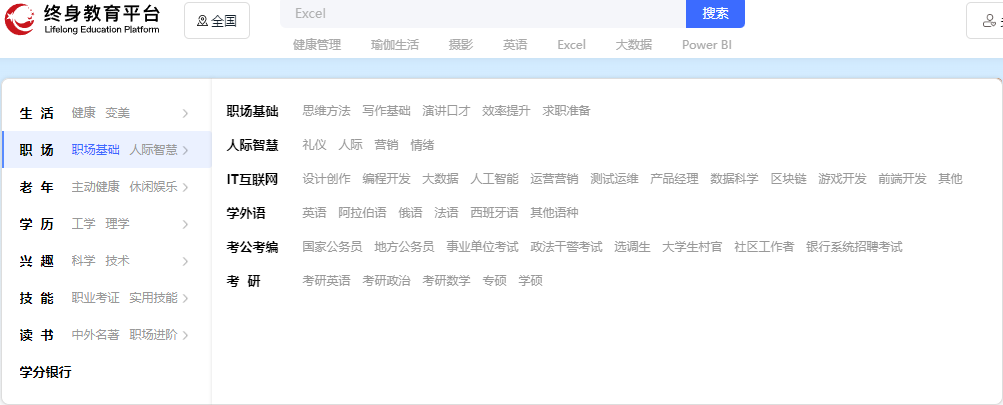 终身教育平台
Lifelong Education Platform
全国
Excel
搜索
健康管理 瑜伽生活 摄影 英语 Excel 大数据 Power BI
生 活 健康 变美
职 场 职场基础 人际智慧
老 年 主动健康 休闲娱乐
学 历 工学 理学
兴 趣 科学 技术
技 能 职业考证 实用技能
读 书 中外名著 职场进阶
学分银行
职场基础 思维方法 写作基础 演讲口才 效率提升 求职准备
人际智慧 礼仪 人际 营销 情绪
IT互联网 设计创作 编程开发 大数据 人工智能 运营营销 测试运维 产品经理 数据科学 区块链 游戏开发 前端开发 其他
学外语 英语 阿拉伯语 俄语 法语 西班牙语 其他语种
考公考编 国家公务员 地方公务员 事业单位考试 政法干警考试 选调生 大学生村官 社区工作者 银行系统招聘考试
考 研 考研英语 考研政治 考研数学 专硕 学硕